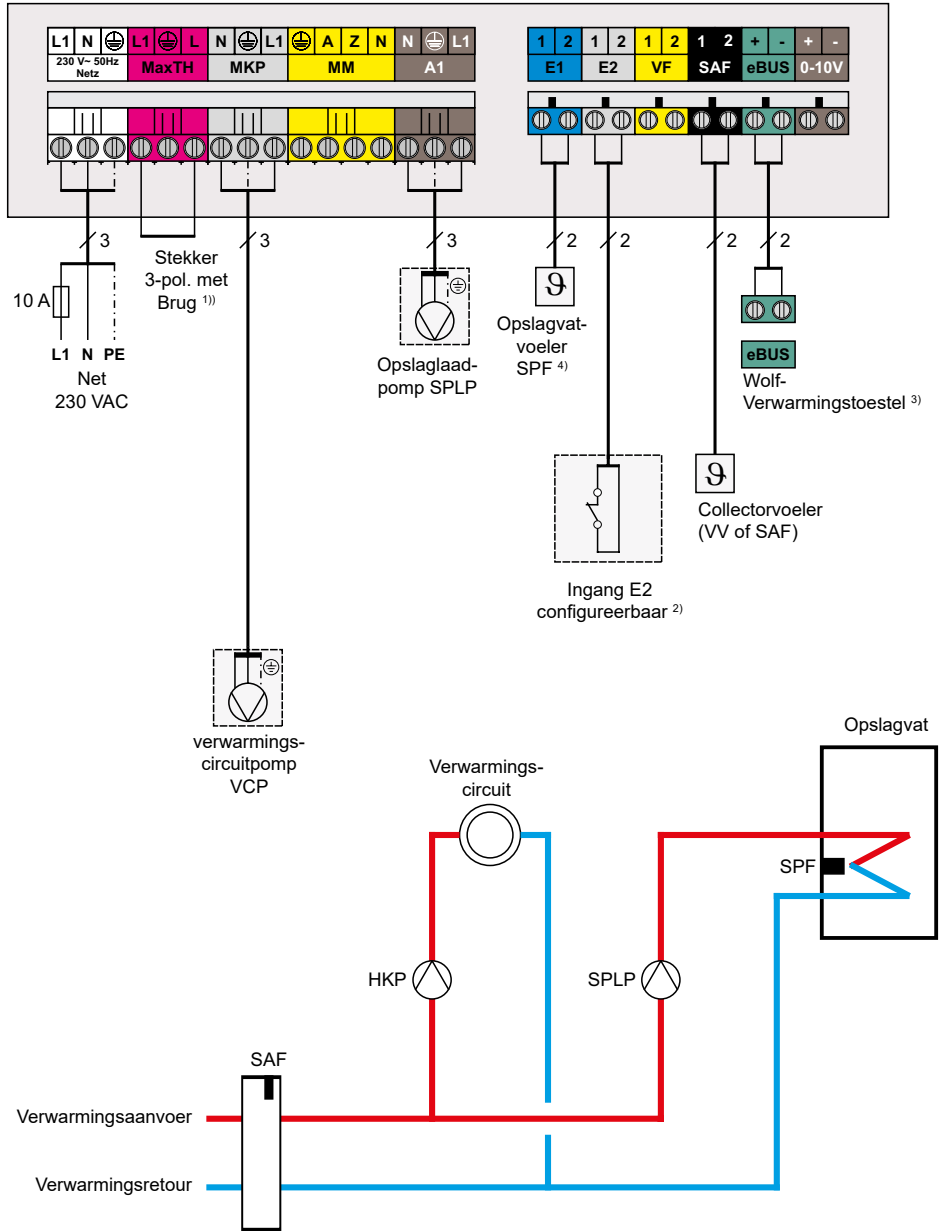 L1 N L1 L N L1 A Z N N L1 1 2 1 2 1 2 1 2 + - + -
230 V~ 50Hz
Netz
MaxTH MKP MM A1 E1 E2 VF SAF eBUS 0-10V
3 3 3 2 2 2 2
Stekker
3-pol. met
Brug 1))
10 A
L1 N PE
Net
230 VAC
Opslaglaad-
pomp SPLP
ϑ
Opslagvat-
voeler
SPF 4)
eBUS
Wolf-
Verwarmingstoestel 3)
ϑ
Collectorvoeler
(VV of SAF)
Ingang E2
configureerbaar 2)
verwarmings-
circuitpomp
VCP
Verwarmings-
circuit
Opslagvat
SPF
HKP
SPLP
SAF
Verwarmingsaanvoer
Verwarmingsretour